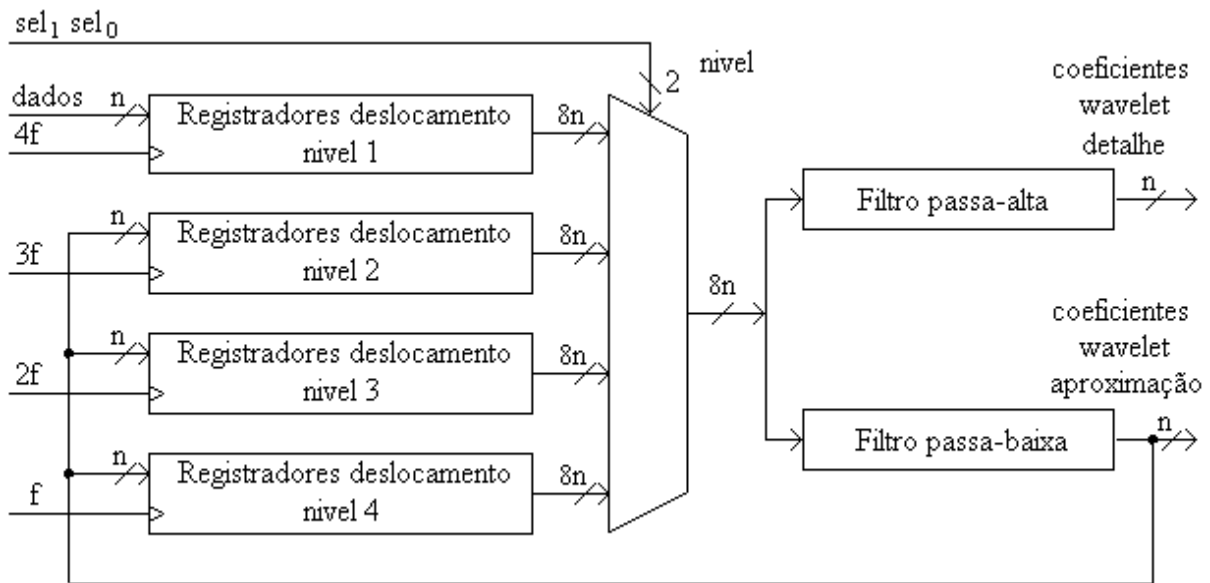 sel1 sel0
nivel
2
dados
n
4f
Registradores deslocamento
nivel 1
8n
n
3f
Registradores deslocamento
nivel 2
8n
n
2f
Registradores deslocamento
nivel 3
8n
n
f
Registradores deslocamento
nivel 4
8n
8n
coeficientes
wavelet
detalhe
n
Filtro passa-alta
coeficientes
wavelet
aproximação
n
Filtro passa-baixa